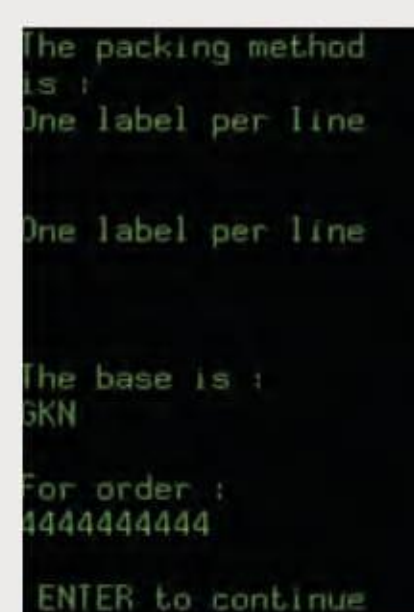 The packing method
is :
One label per line
One label per line
The base is :
GKN
For order :
4444444444
ENTER to continue